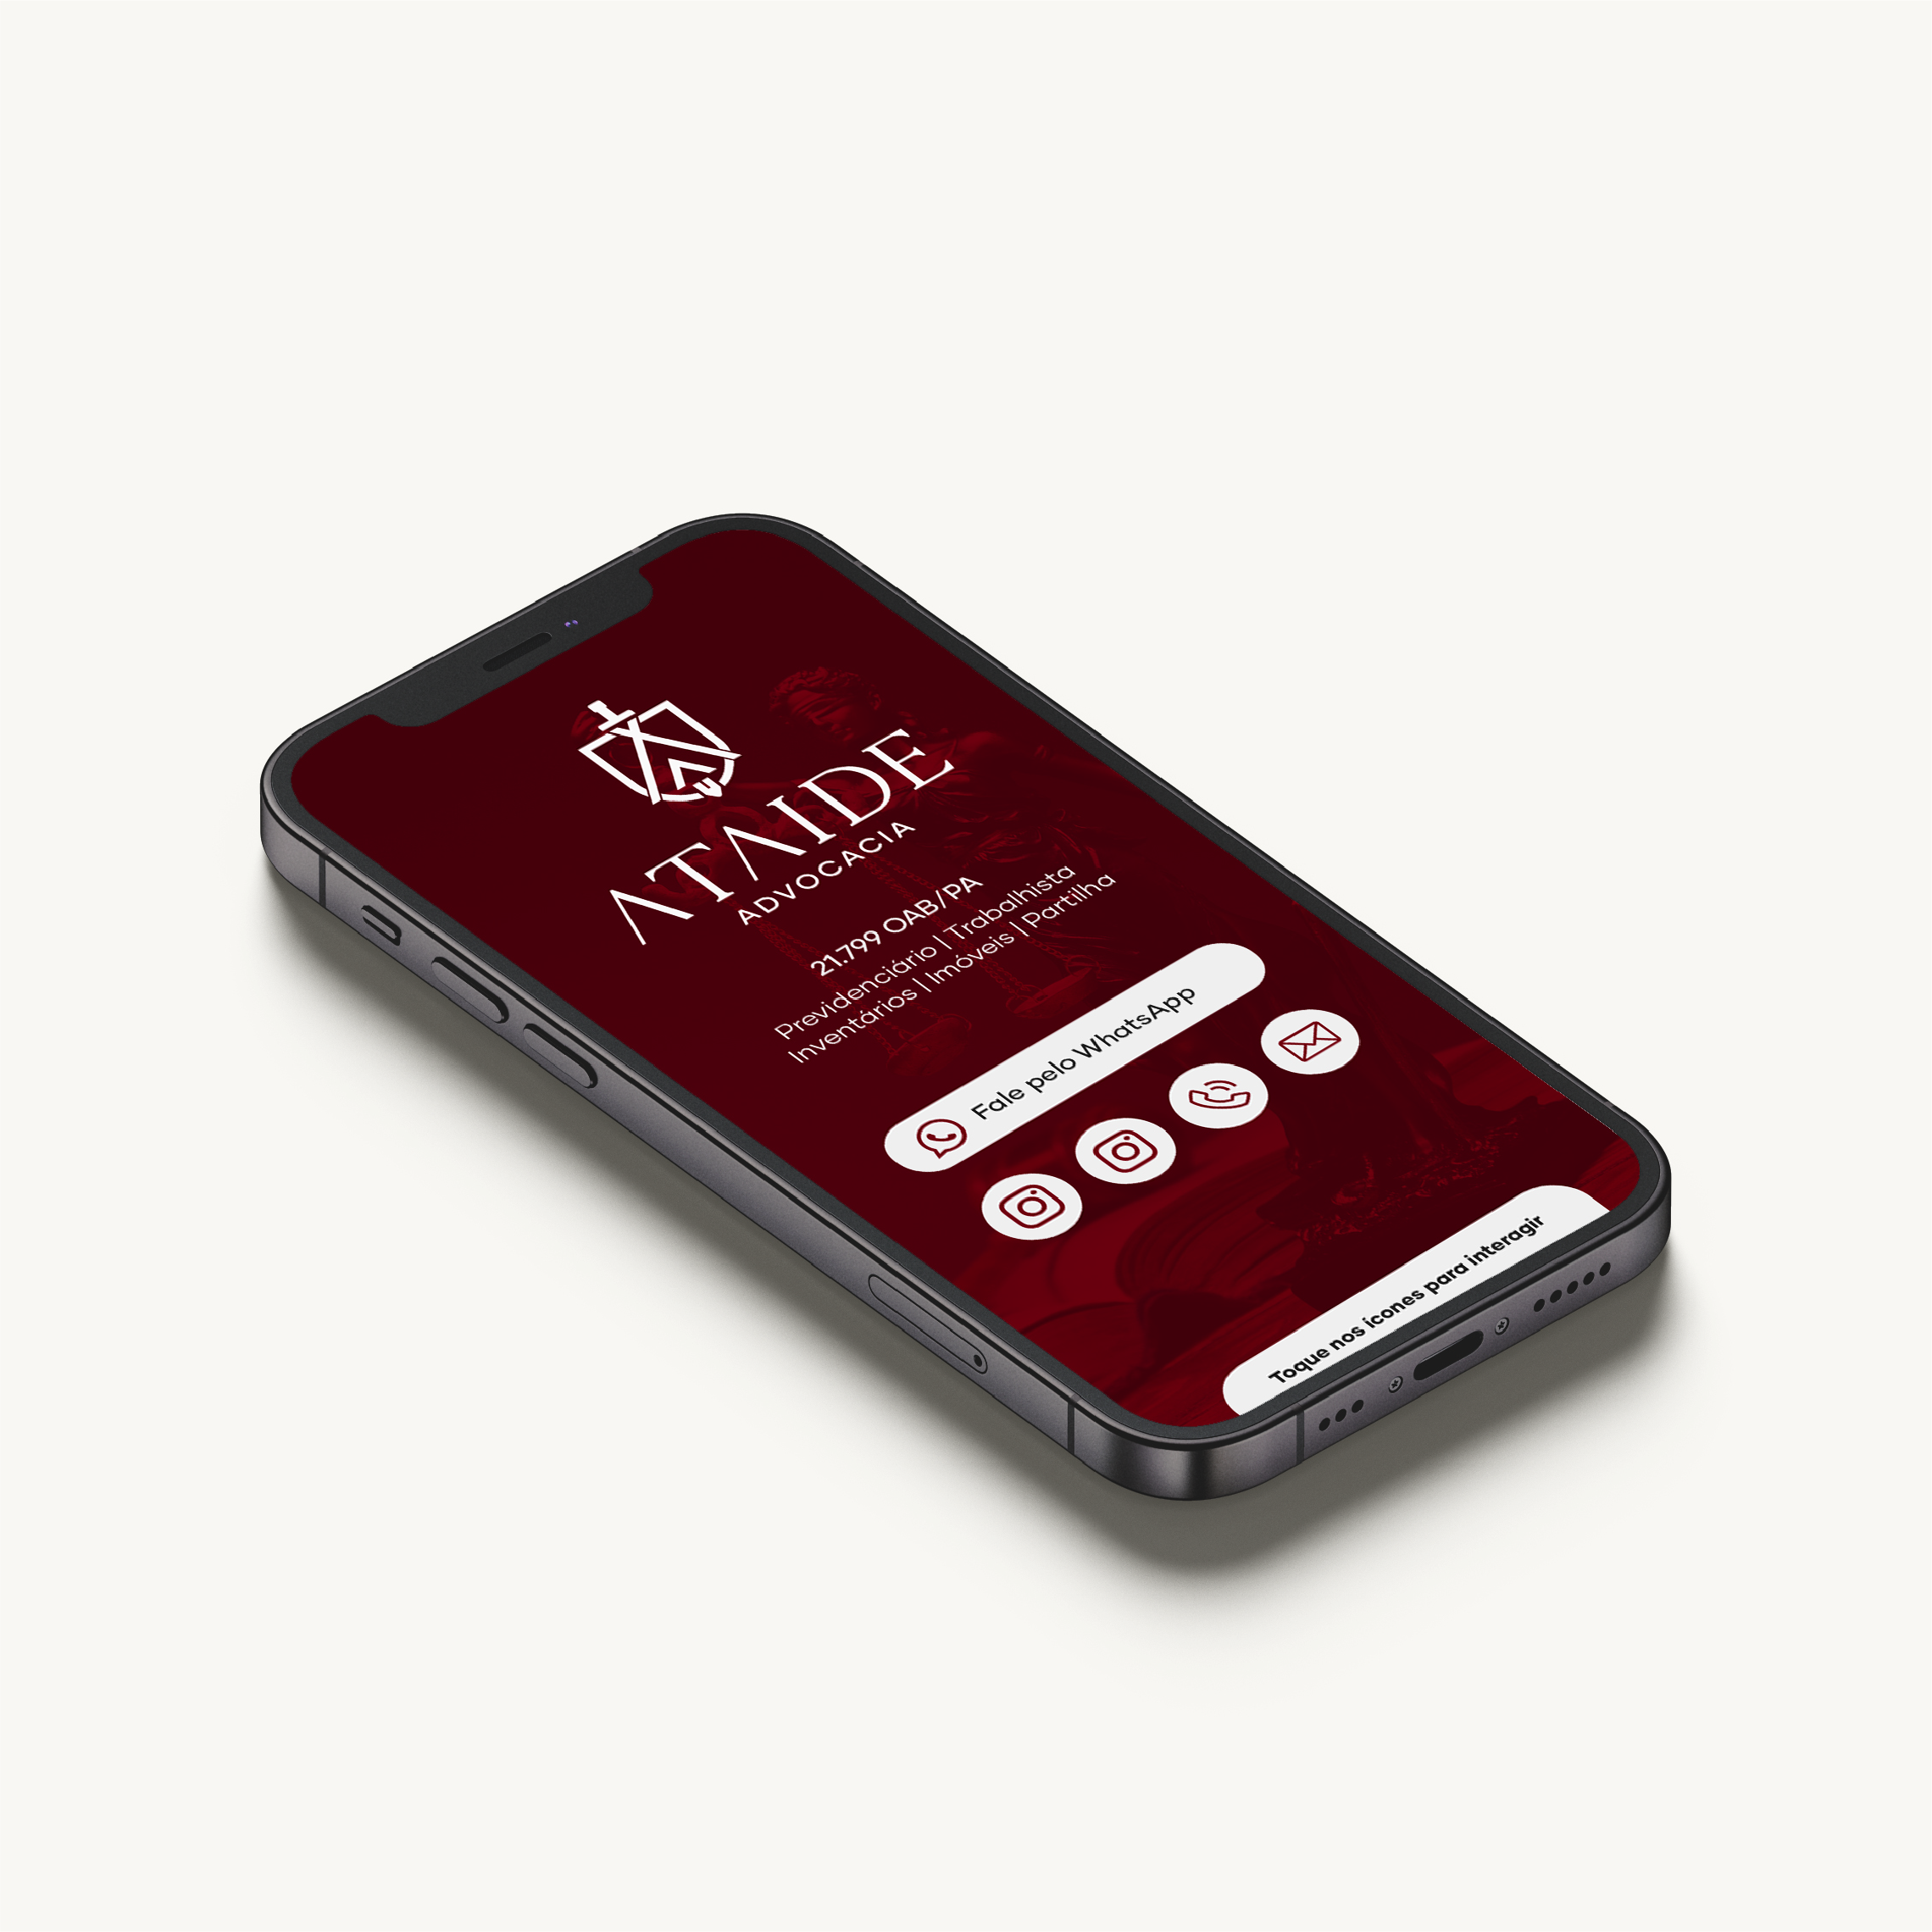 ATAIDE
ADVOCACIA
21.799 OAB/PA
Previdenciário | Trabalhista
Inventários | Imóveis | Partilha
Fale pelo WhatsApp
Toque nos ícones para interagir